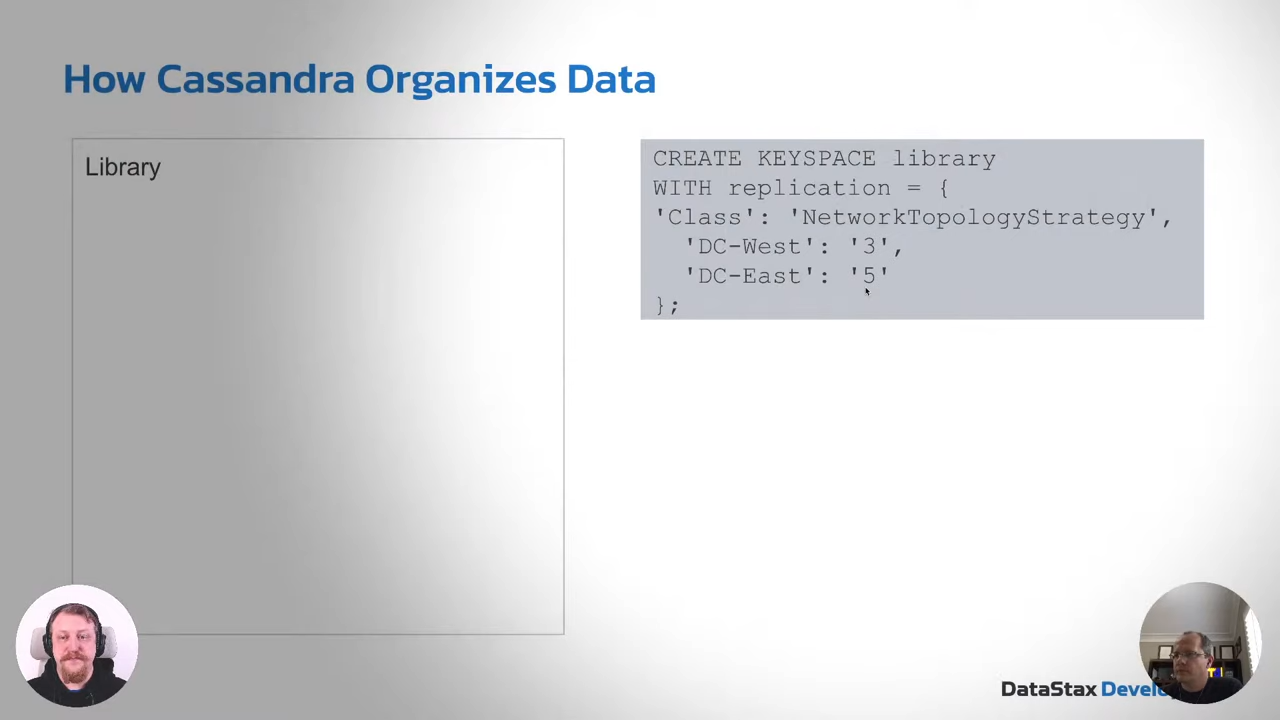 How Cassandra Organizes Data
Library
CREATE KEYSPACE library
WITH replication = {
'Class': 'NetworkTopologyStrategy',
'DC-West': '3',
'DC-East': '5'
};
DataStax